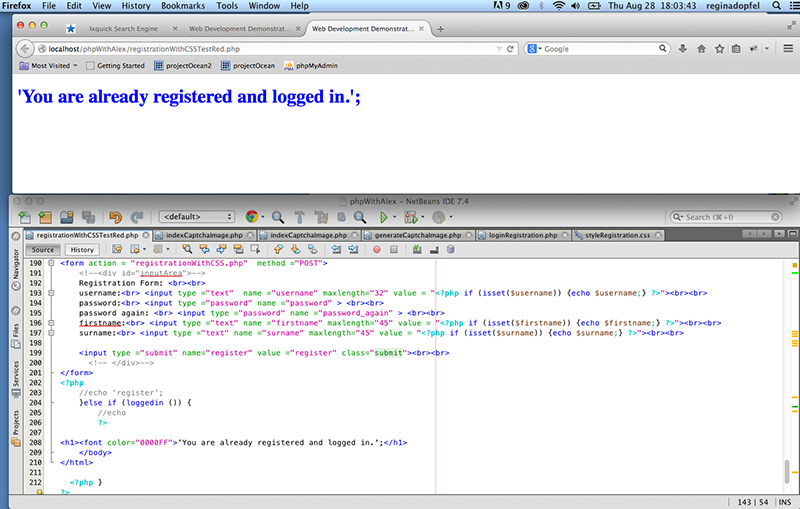 Firefox File Edit View History Bookmarks Tools Window Help 9 Thu Aug 28 18:03:43 reginadopfel
Ixquick Search Engine Web Development Demonstrat... Web Development Demonstrat...
localhost/phpWithAlex/registrationWithCSSTestRed.php Google
Most Visited Getting Started projectOcean2 projectOcean phpMyAdmin
'You are already registered and logged in.';
phpWithAlex - NetBeans IDE 7.4
<default> Search (⌘+I)
registrationWithCSSTestRed.php indexCaptchaImage.php indexCaptchaImage.php generateCaptchaImage.php loginRegistration.php styleRegistration.css
Source History
Navigator
Files
Services
Projects
190 <form action = "registrationWithCSS.php" method ="POST">
191 <!--<div id="inputArea">-->
192 Registration Form: <br><br>
193 username:<br> <input type ="text" name ="username" maxlength="32" value = "<?php if (isset($username)) {echo $username;} ?>"><br><br>
194 password:<br> <input type ="password" name ="password" > <br><br>
195 password again: <br> <input type ="password" name ="password_again" > <br><br>
196 firstname:<br> <input type ="text" name ="firstname" maxlength="45" value = "<?php if (isset($firstname)) {echo $firstname;} ?>"><br><br>
197 surname:<br> <input type ="text" name ="surname" maxlength="45" value = "<?php if (isset($surname)) {echo $surname;} ?>"><br><br>
198
199 <input type ="submit" name="register" value ="register" class="submit"><br><br>
200 <!-- </div>-->
201 </form>
202 <?php
203 //echo 'register';
204 }else if (loggedin ()) {
205 //echo
206 ?>
207
208 <h1><font color="0000FF">'You are already registered and logged in.';</h1>
209 </body>
210 </html>
211
212 <?php }
?>
143 | 54 INS